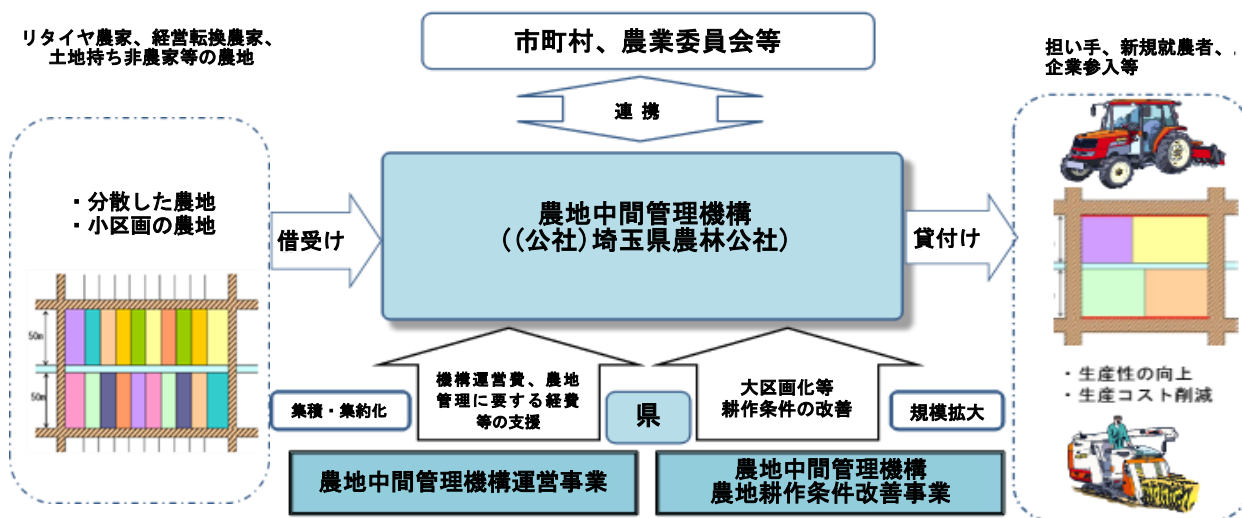 リタイヤ農家、経営転換農家、
土地持ち非農家等の農地
・分散した農地
・小区画の農地
50m
50m
市町村、農業委員会等
連 携
借受け
農地中間管理機構
((公社)埼玉県農林公社)
貸付け
集積・集約化
機構運営費、農地
管理に要する経費
等の支援
県
大区画化等
耕作条件の改善
規模拡大
農地中間管理機構運営事業
農地中間管理機構
農地耕作条件改善事業
担い手、新規就農者、
企業参入等
・生産性の向上
・生産コスト削減